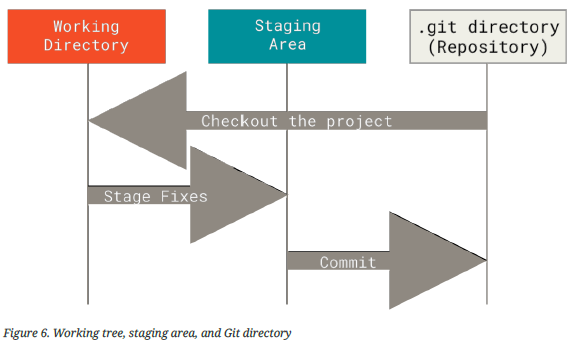 Working
Directory
Staging
Area
.git directory
(Repository)
Checkout the project
Stage Fixes
Commit
Figure 6. Working tree, staging area, and Git directory